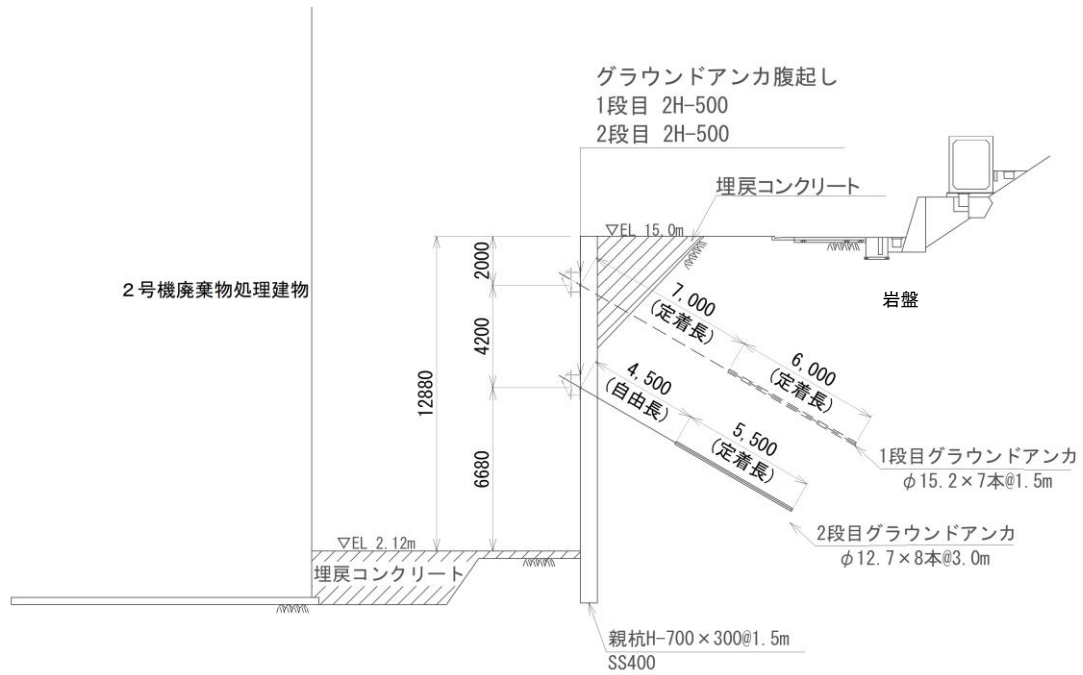 グラウンドアンカ腹起し
1段目 2H-500
2段目 2H-500
埋戻コンクリート
▽EL 15.0m
2000
2号機廃棄物処理建物
岩盤
7,000
(定着長)
4200
6,000
(定着長)
12880
4,500
(自由長)
5,500
(定着長)
6680
1段目グラウンドアンカ
φ15.2×7本@1.5m
2段目グラウンドアンカ
φ12.7×8本@3.0m
▽EL 2.12m
埋戻コンクリート
親杭H-700×300@1.5m
SS400